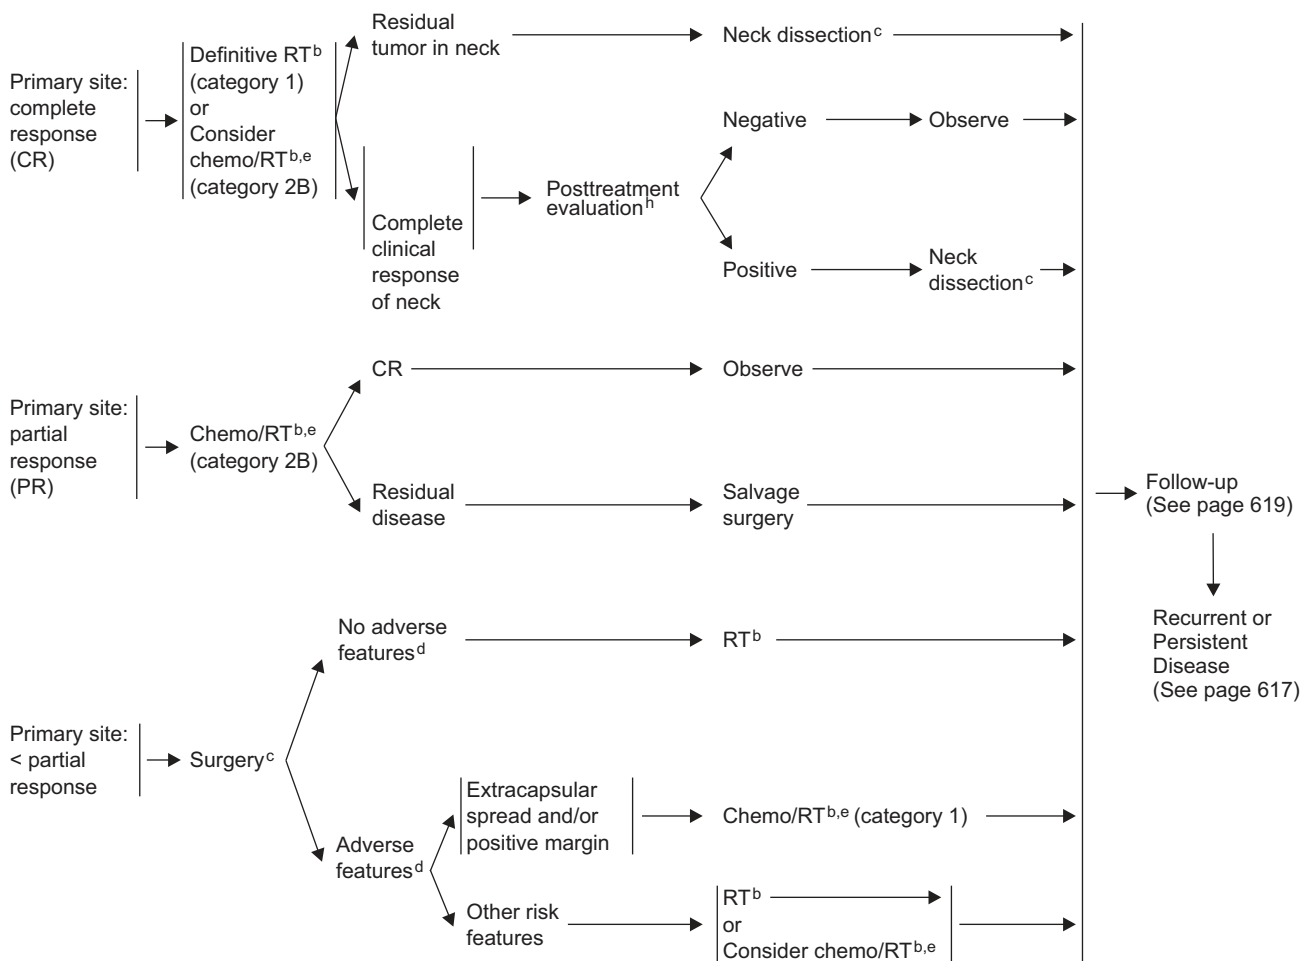 Primary site:
complete
response
(CR)
Definitive RTᵇ
(category 1)
or
Consider
chemo/RTᵇ,ᵉ
(category 2B)
Residual
tumor in neck
Neck dissectionᶜ
Complete
clinical
response
of neck
Posttreatment
evaluationʰ
Negative
Observe
Positive
Neck
dissectionᶜ
Primary site:
partial
response
(PR)
Chemo/RTᵇ,ᵉ
(category 2B)
CR
Observe
Residual
disease
Salvage
surgery
Primary site:
< partial
response
Surgeryᶜ
No adverse
featuresᵈ
RTᵇ
Adverse
featuresᵈ
Extracapsular
spread and/or
positive margin
Chemo/RTᵇ,ᵉ (category 1)
Other risk
features
RTᵇ
or
Consider chemo/RTᵇ,ᵉ
Follow-up
(See page 619)
Recurrent or
Persistent
Disease
(See page 617)